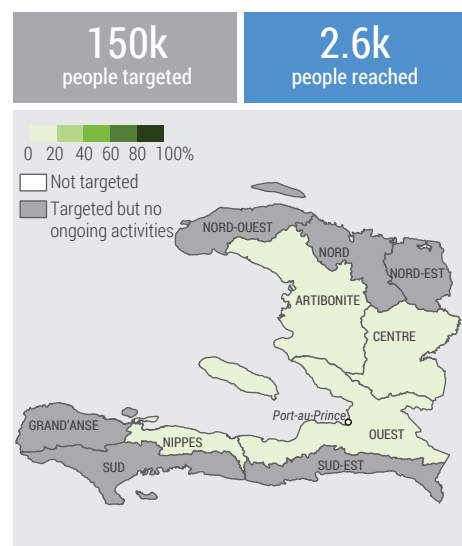 150k
people targeted
2.6k
people reached
0 20 40 60 80 100%
Not targeted
Targeted but no
ongoing activities
NORD-OUEST
NORD
NORD-EST
ARTIBONITE
CENTRE
Port-au-Prince
GRAND'ANSE
NIPPES
OUEST
SUD
SUD-EST